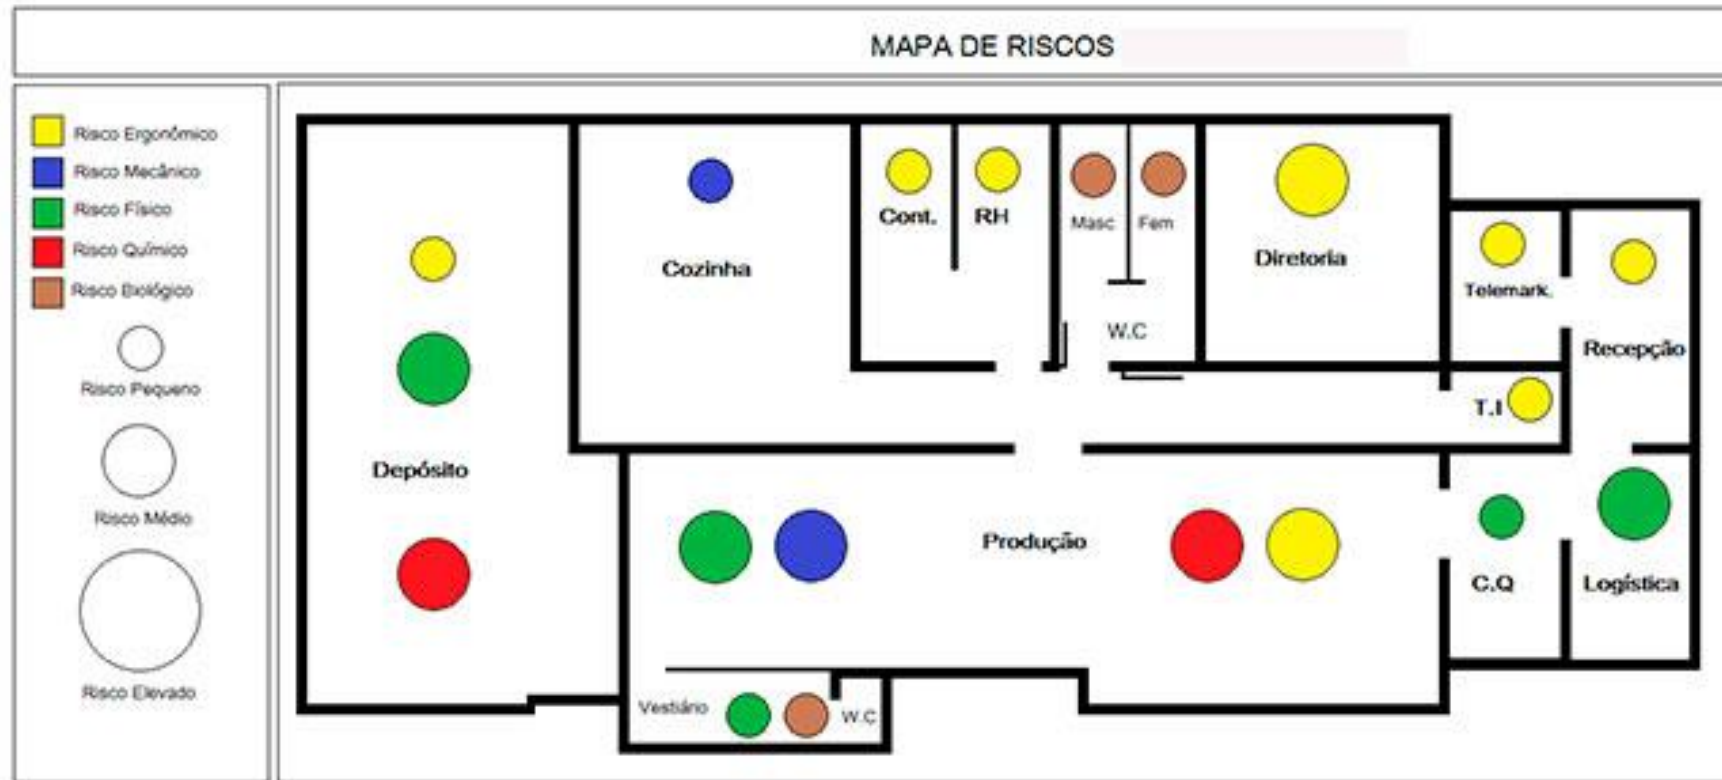 MAPA DE RISCOS
Risco Ergonômico
Risco Mecânico
Risco Físico
Risco Químico
Risco Biológico
Risco Pequeno
Risco Médio
Risco Elevado
Cozinha
Cont.
RH
Masc
Fem
W.C
Diretoria
Telemark.
Recepção
T.I
Depósito
Produção
C.Q
Logística
Vestiário
W.C